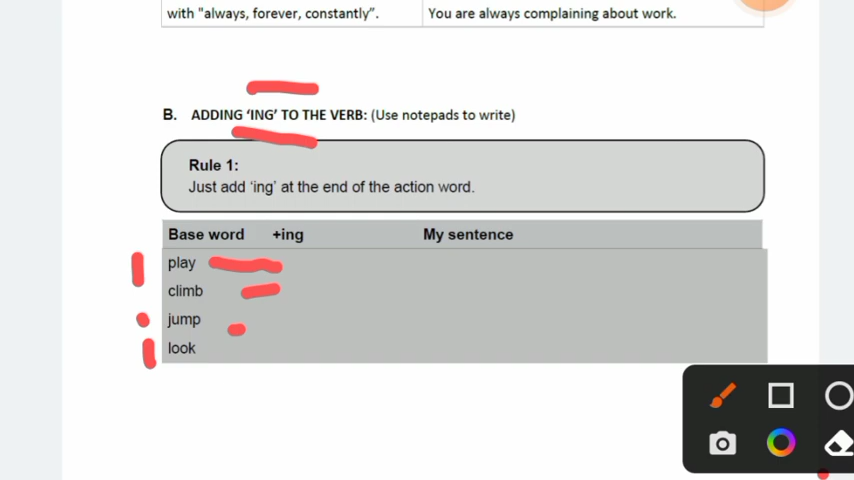 with "always, forever, constantly”. You are always complaining about work.
B. ADDING ‘ING’ TO THE VERB: (Use notepads to write)
Rule 1:
Just add ‘ing’ at the end of the action word.
Base word +ing My sentence
play
climb
jump
look